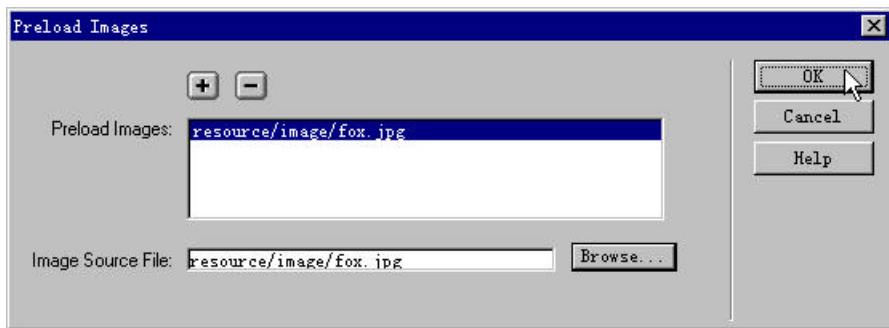 Preload Images
Preload Images:
resource/image/fox.jpg
Image Source File:
resource/image/fox.jpg
Browse...
OK
Cancel
Help